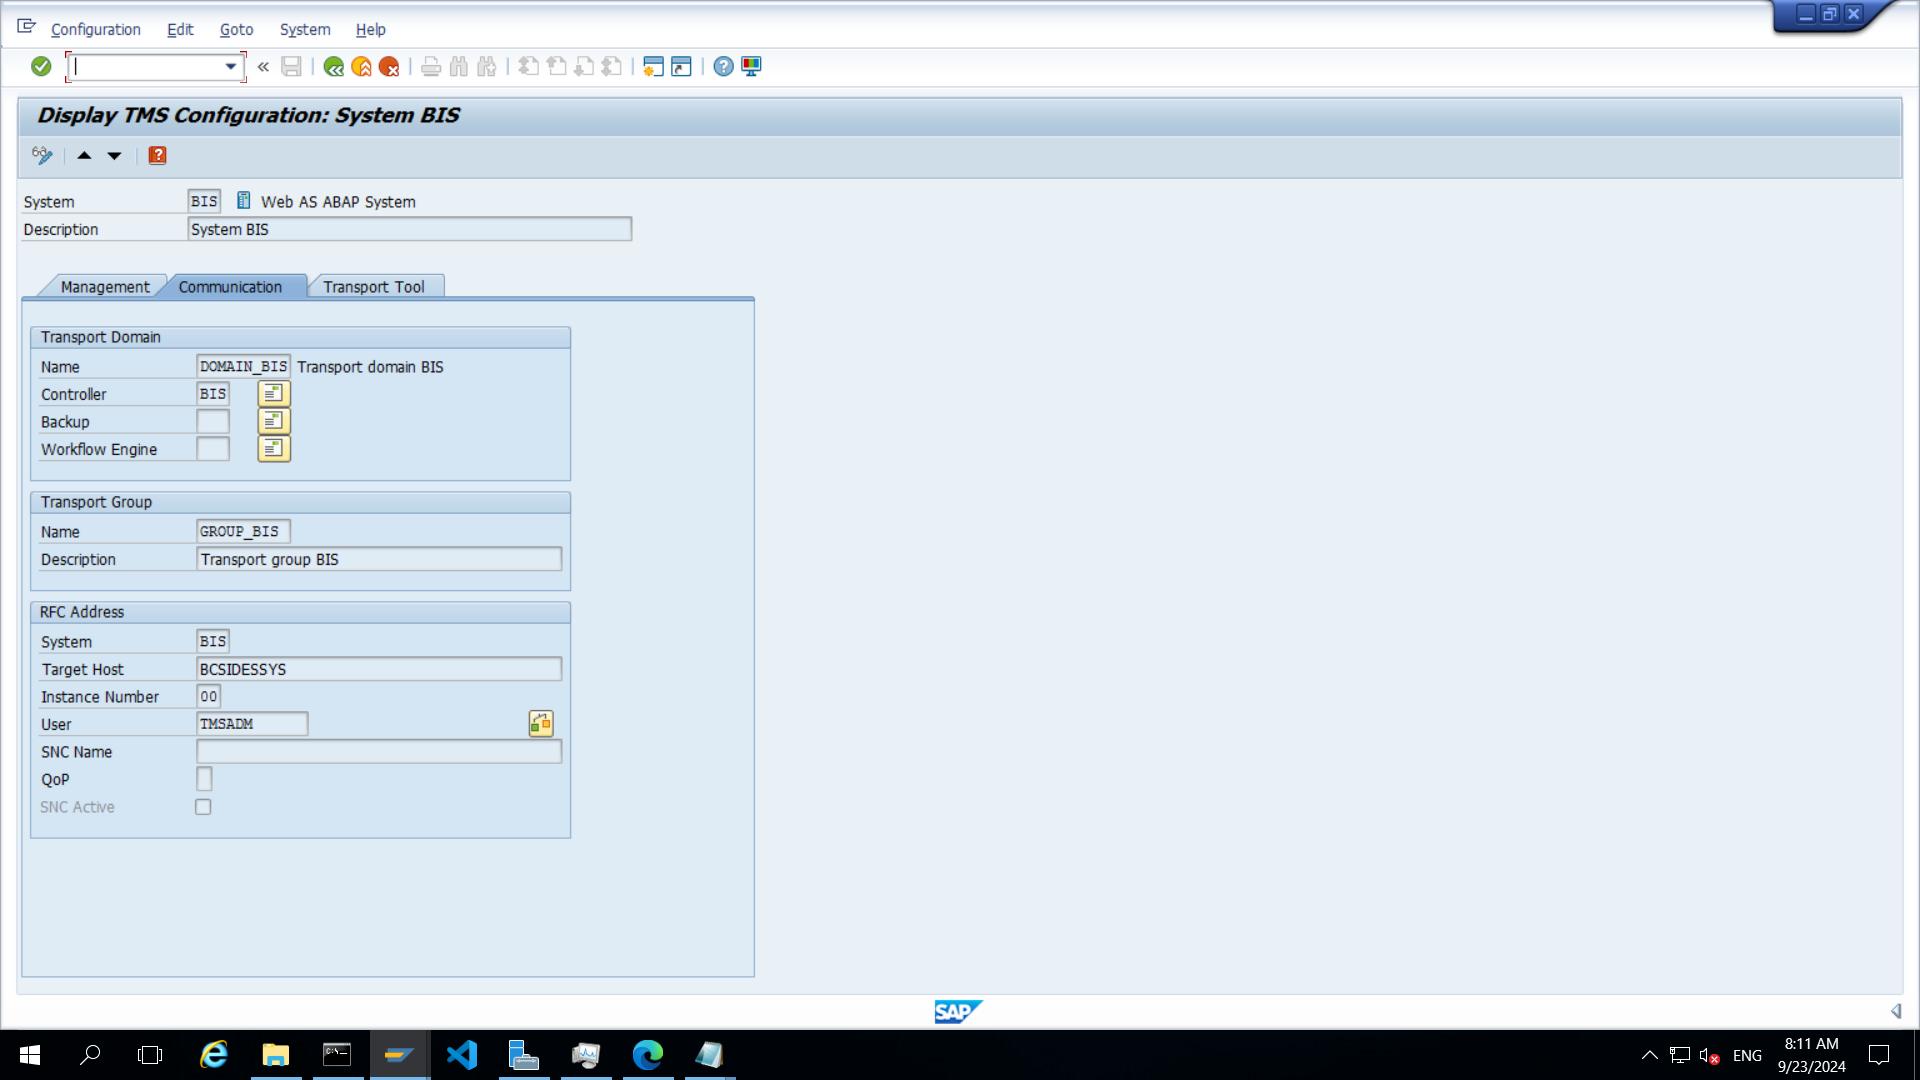 Configuration Edit Goto System Help
Display TMS Configuration: System BIS
System BIS Web AS ABAP System
Description System BIS
Management Communication Transport Tool
Transport Domain
Name DOMAIN_BIS Transport domain BIS
Controller BIS
Backup
Workflow Engine
Transport Group
Name GROUP_BIS
Description Transport group BIS
RFC Address
System BIS
Target Host BCSIDESSYS
Instance Number 00
User TMSADM
SNC Name
QoP
SNC Active
SAP
ENG
8:11 AM
9/23/2024